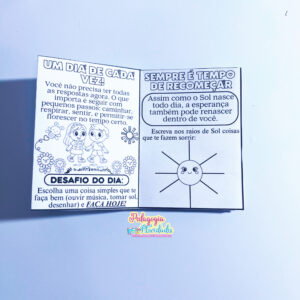 UM DIA DE CADA
VEZ:
Você não precisa ter todas
as respostas agora. O que
importa é seguir com
pequenos passos: caminhar,
respirar, sentir, e permitir-se
florescer no tempo certo.
DESAFIO DO DIA:
Escolha uma coisa simples que te
faça bem (ouvir música, tomar sol,
desenhar) e FAÇA HOJE!
SEMPRE É TEMPO
DE RECOMEÇAR
Assim como o Sol nasce
todo dia, a esperança
também pode renascer
dentro de você.
Escreva nos raios de Sol coisas
que te fazem sorrir:
Pedagogia